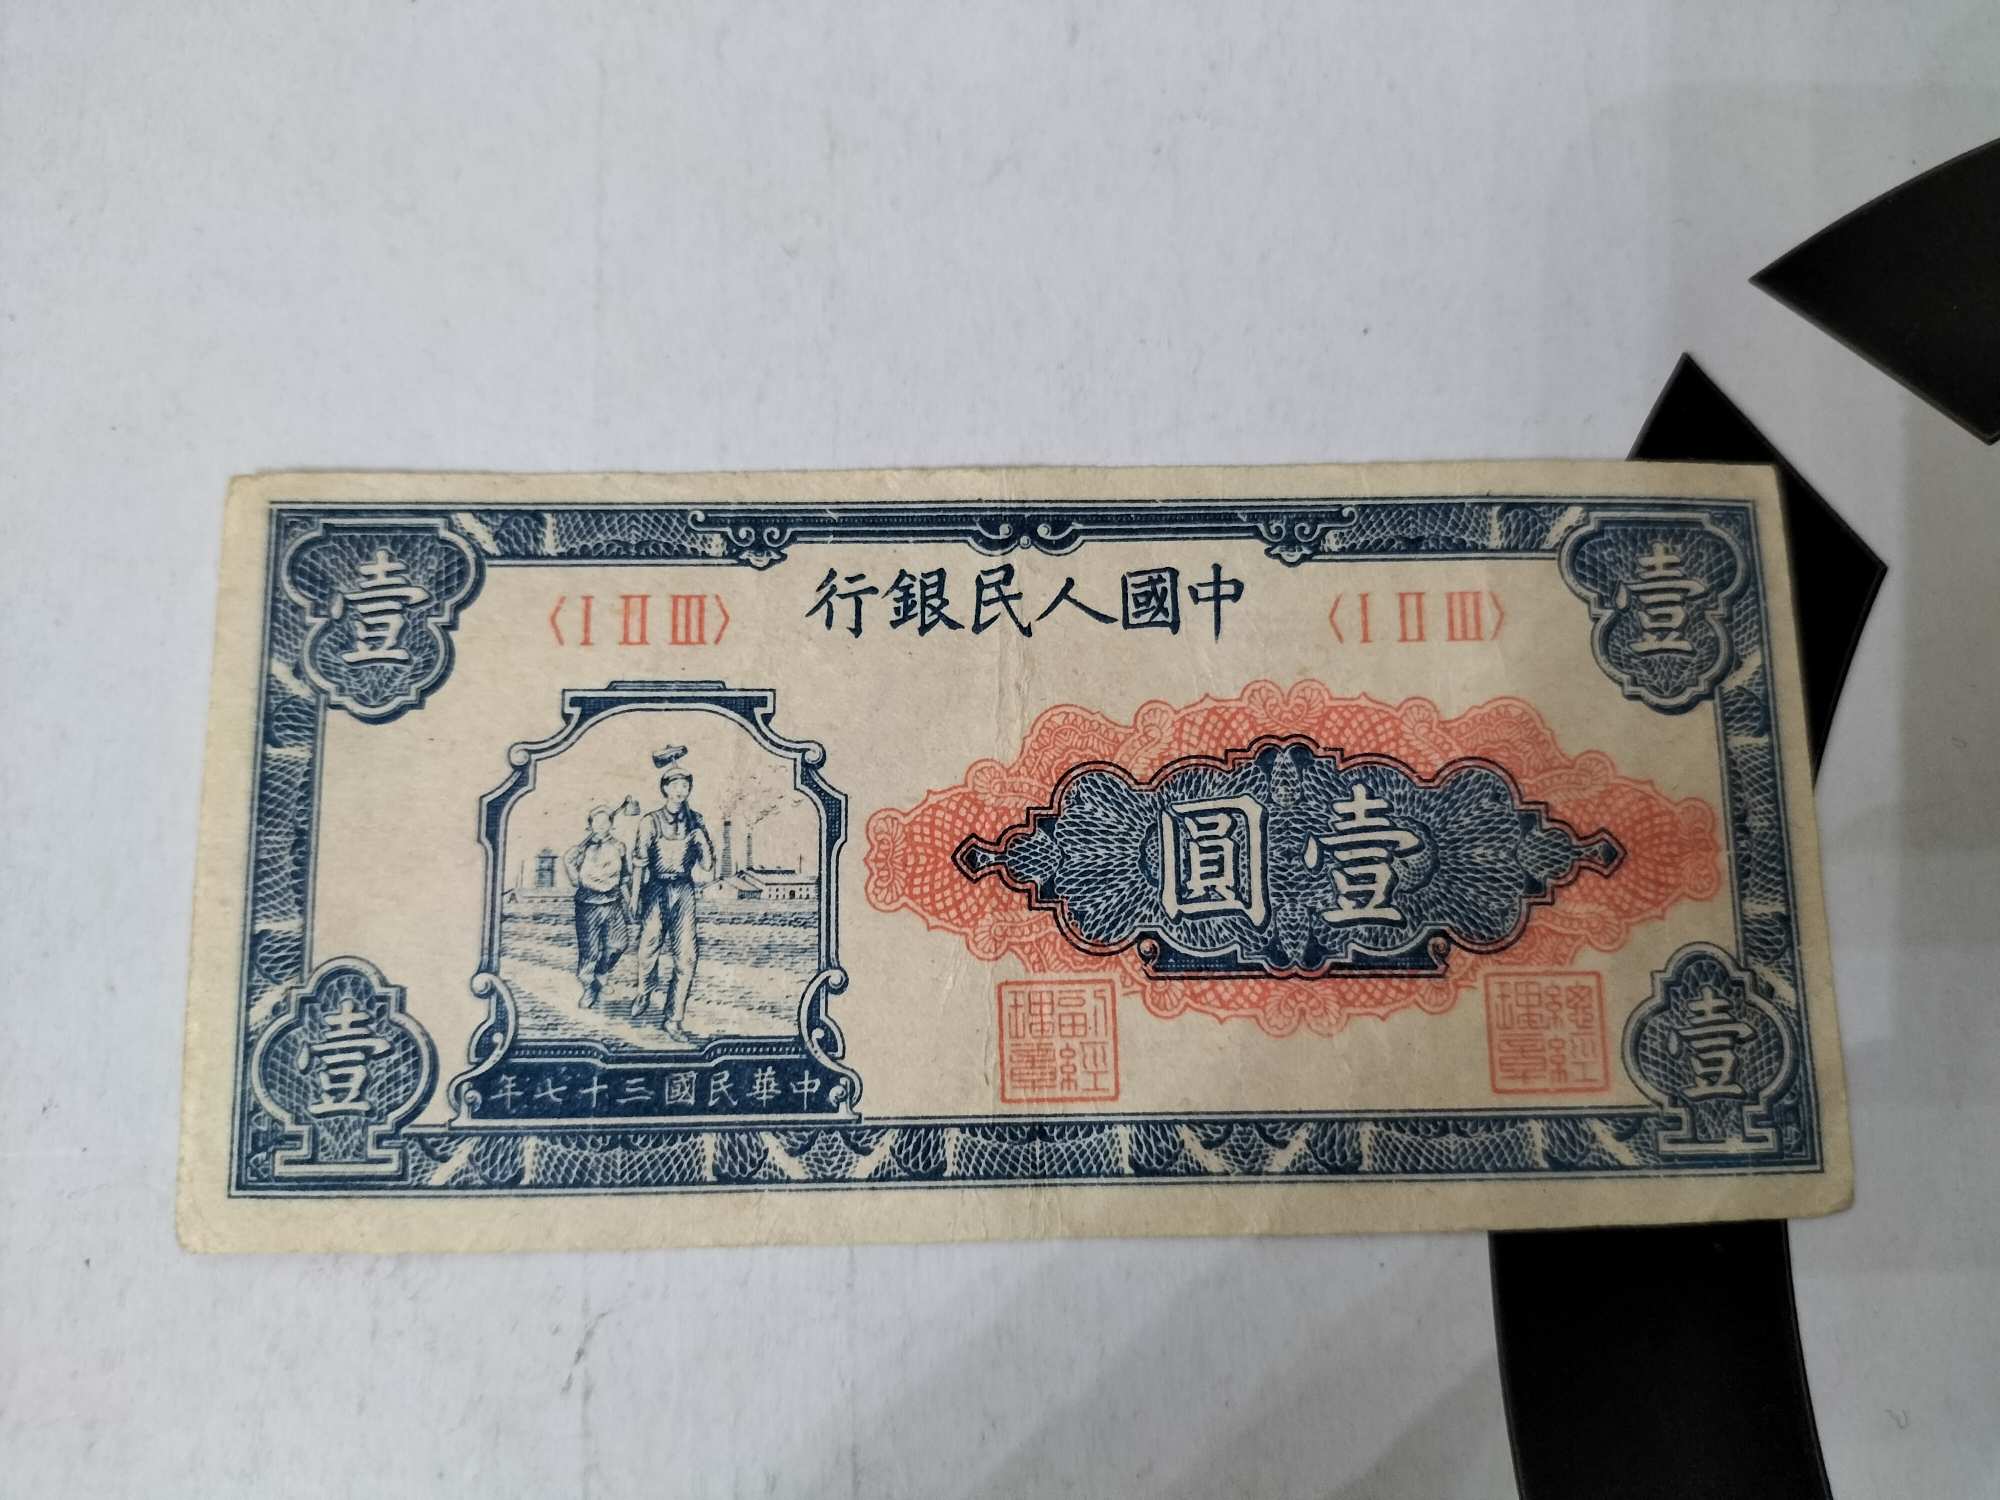 壹 壹
〈Ⅰ Ⅱ Ⅲ〉 中國人民銀行 〈Ⅰ Ⅱ Ⅲ〉
壹圓
總經理章 副經理章
壹 壹
中華民國三十七年